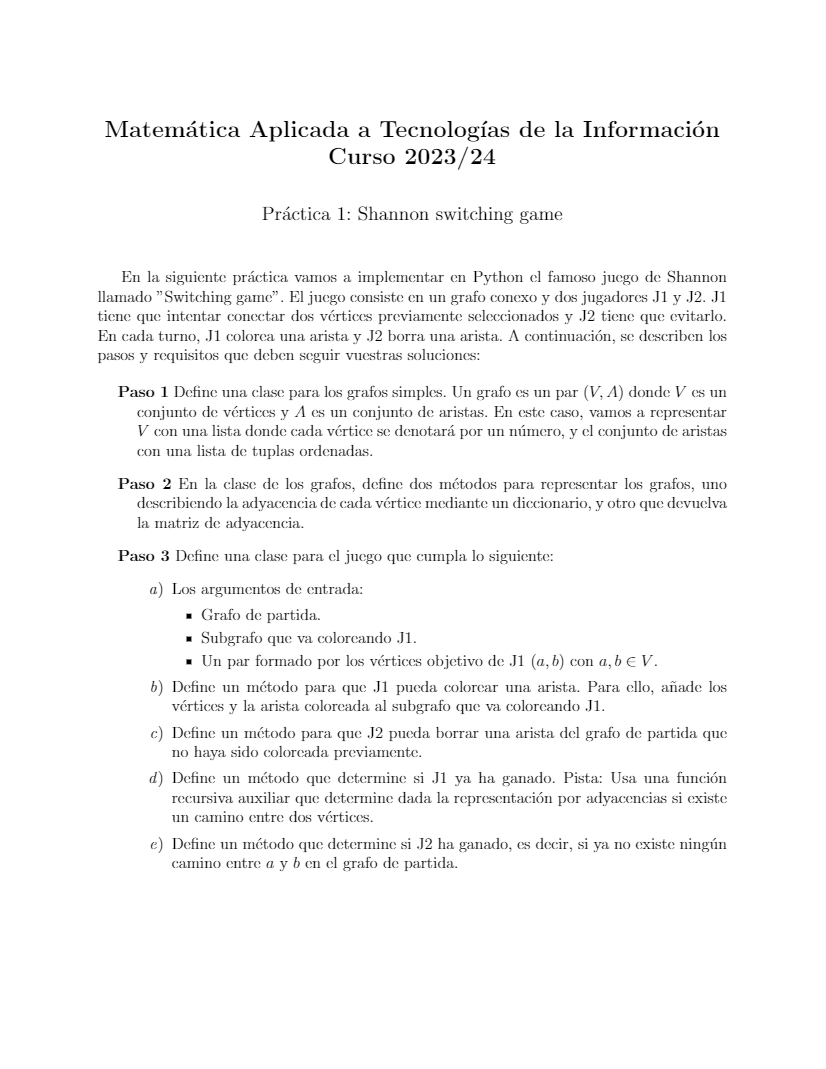 Matemática Aplicada a Tecnologías de la Información
Curso 2023/24
Práctica 1: Shannon switching game
En la siguiente práctica vamos a implementar en Python el famoso juego de Shannon
llamado ”Switching game”. El juego consiste en un grafo conexo y dos jugadores J1 y J2. J1
tiene que intentar conectar dos vértices previamente seleccionados y J2 tiene que evitarlo.
En cada turno, J1 colorea una arista y J2 borra una arista. A continuación, se describen los
pasos y requisitos que deben seguir vuestras soluciones:
Paso 1 Define una clase para los grafos simples. Un grafo es un par (V, A) donde V es un
conjunto de vértices y A es un conjunto de aristas. En este caso, vamos a representar
V con una lista donde cada vértice se denotará por un número, y el conjunto de aristas
con una lista de tuplas ordenadas.
Paso 2 En la clase de los grafos, define dos métodos para representar los grafos, uno
describiendo la adyacencia de cada vértice mediante un diccionario, y otro que devuelva
la matriz de adyacencia.
Paso 3 Define una clase para el juego que cumpla lo siguiente:
a) Los argumentos de entrada:
▪ Grafo de partida.
▪ Subgrafo que va coloreando J1.
▪ Un par formado por los vértices objetivo de J1 (a, b) con a, b ∈ V.
b) Define un método para que J1 pueda colorear una arista. Para ello, añade los
vértices y la arista coloreada al subgrafo que va coloreando J1.
c) Define un método para que J2 pueda borrar una arista del grafo de partida que
no haya sido coloreada previamente.
d) Define un método que determine si J1 ya ha ganado. Pista: Usa una función
recursiva auxiliar que determine dada la representación por adyacencias si existe
un camino entre dos vértices.
e) Define un método que determine si J2 ha ganado, es decir, si ya no existe ningún
camino entre a y b en el grafo de partida.